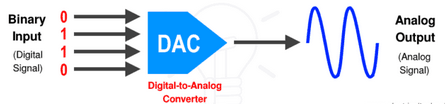 Binary
Input
(Digital
Signal)
0
1
1
0
DAC
Digital-to-Analog
Converter
Analog
Output
(Analog
Signal)